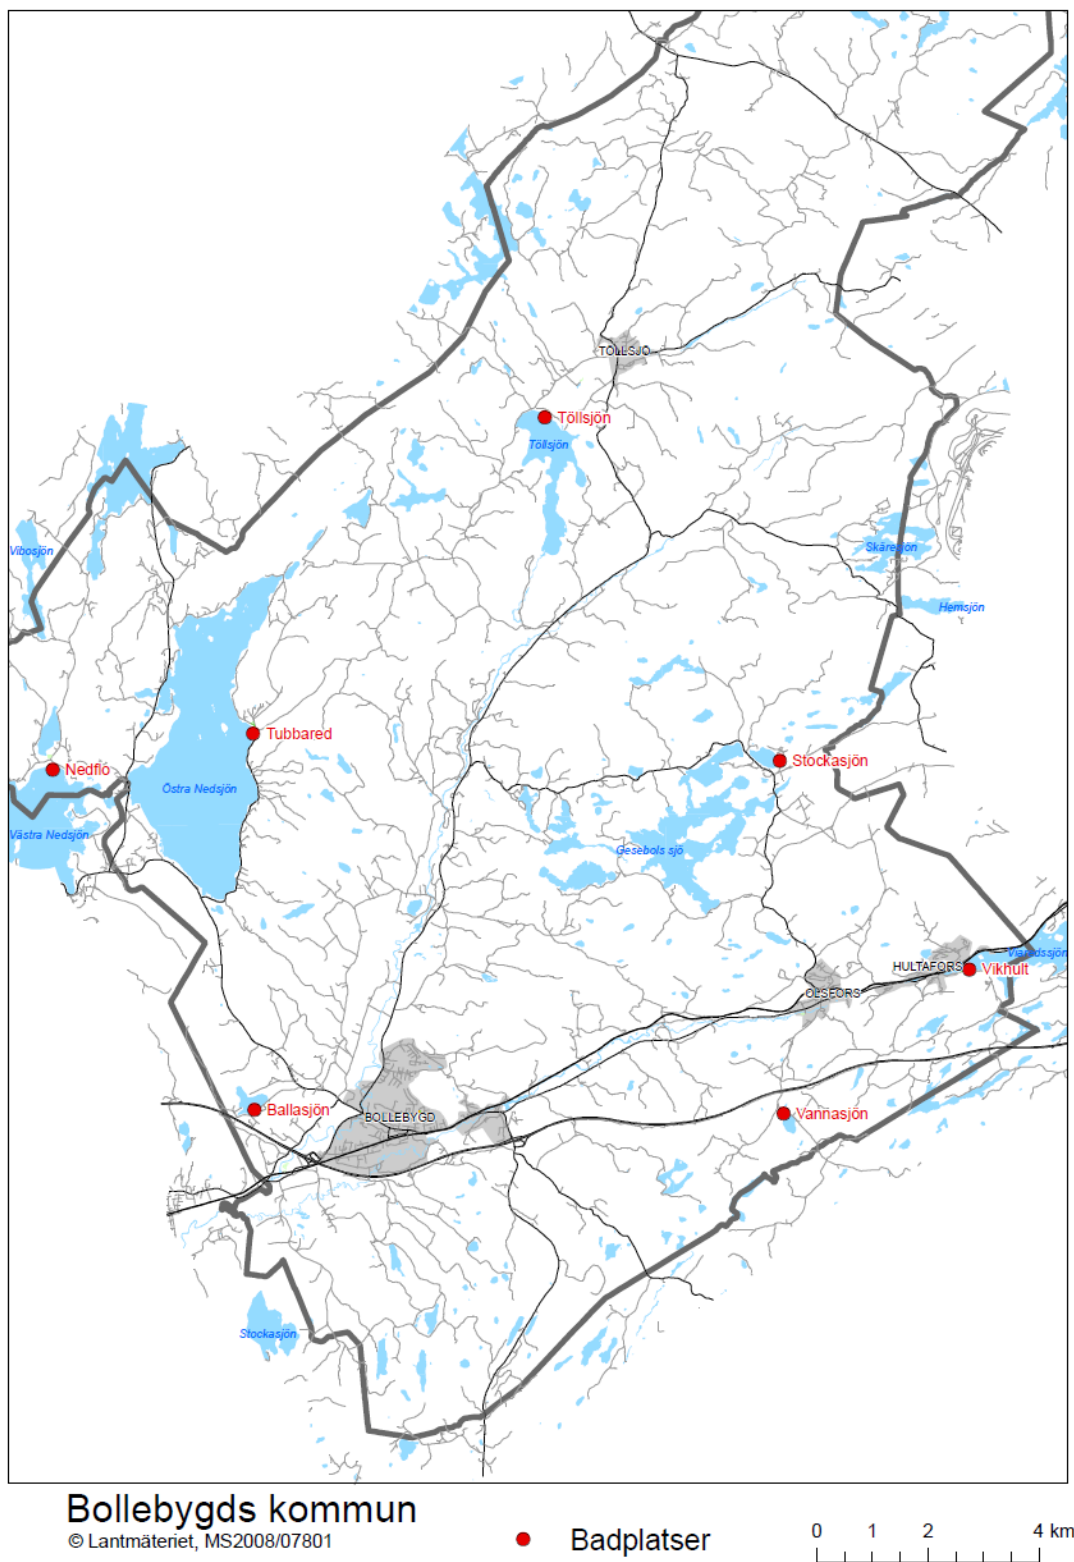 TÖLLSJÖ
Töllsjön
Töllsjön
Vibosjön
Skäresjön
Hemsjön
Tubbared
Stockasjön
Nedflo
Östra Nedsjön
Västra Nedsjön
Gesebols sjö
HULTAFORS
Viaredssjön
Vikhult
OLSFORS
Ballasjön
BOLLEBYGD
Vannasjön
Stockasjön
Bollebygds kommun
© Lantmäteriet, MS2008/07801
Badplatser
0 1 2 4 km